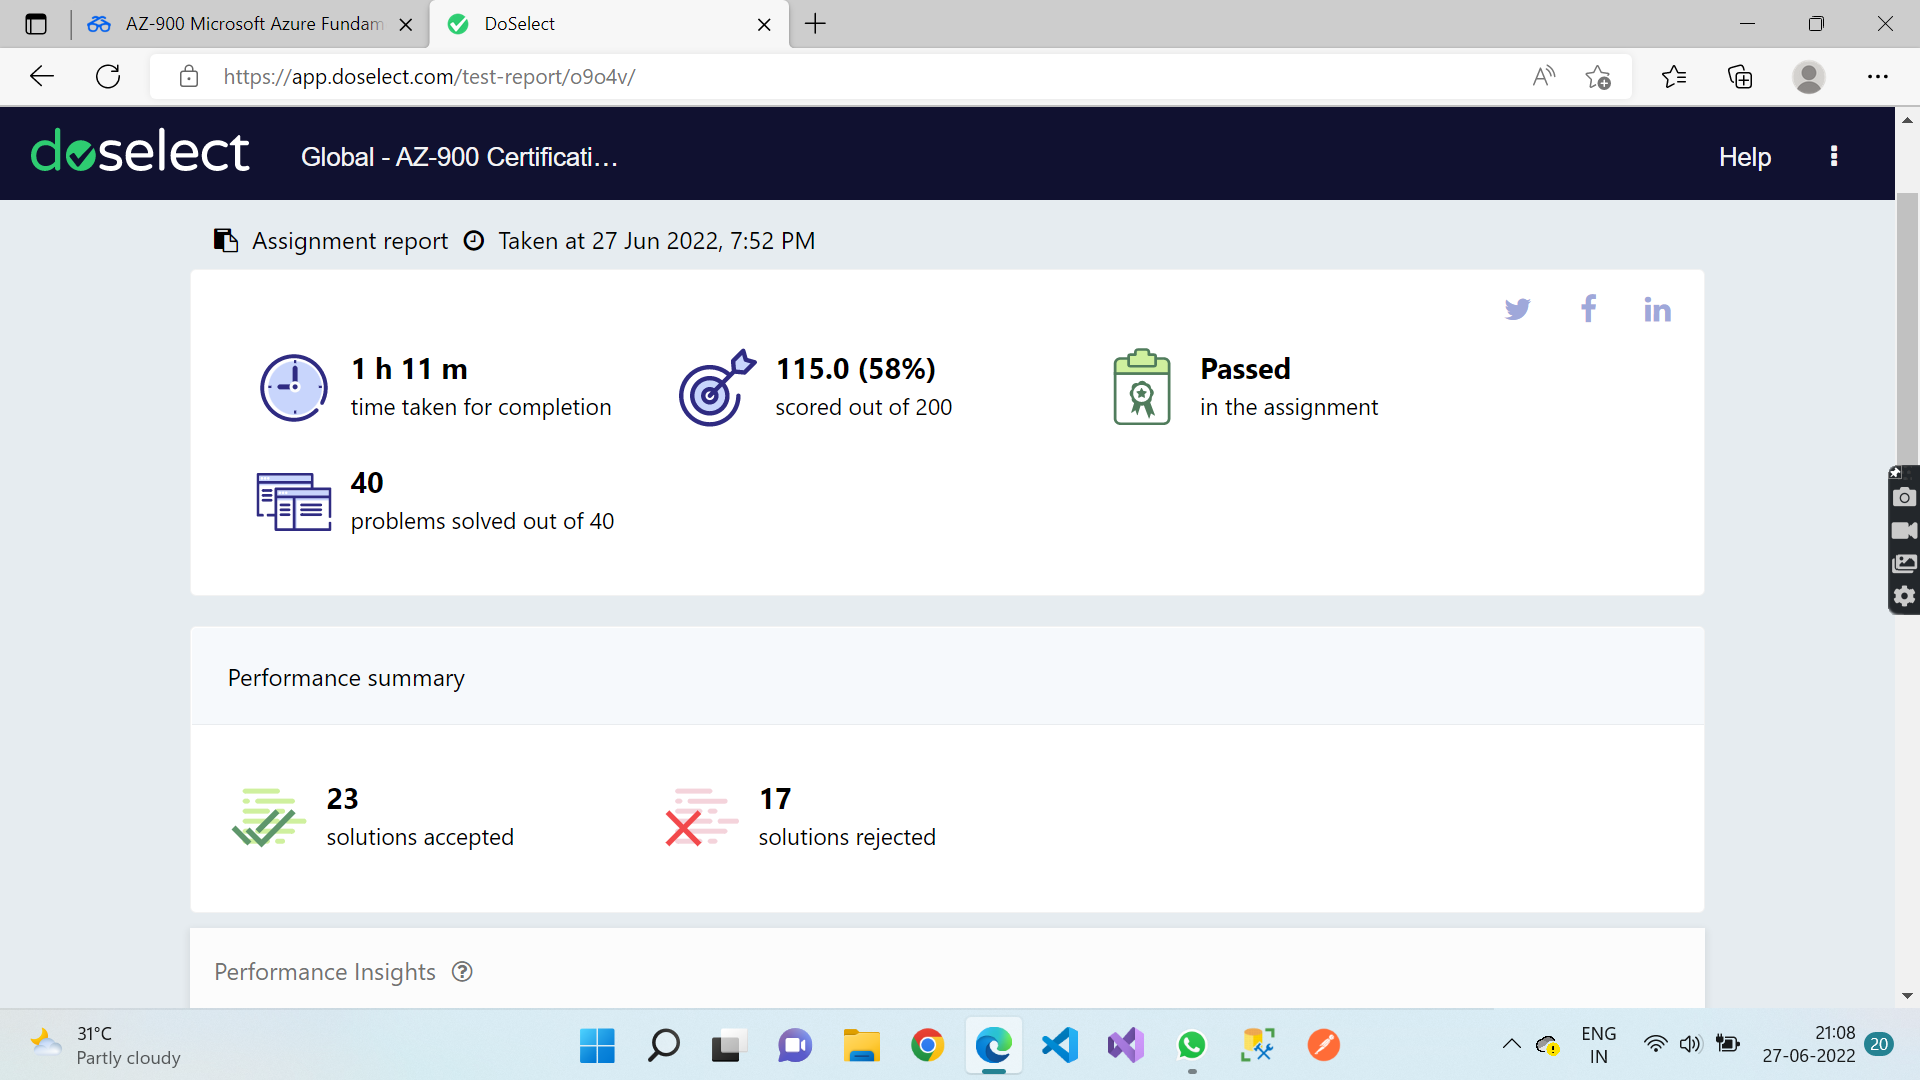 AZ-900 Microsoft Azure Fundam
DoSelect
https://app.doselect.com/test-report/o9o4v/
doselect
Global - AZ-900 Certificati...
Help
Assignment report
Taken at 27 Jun 2022, 7:52 PM
1 h 11 m
time taken for completion
115.0 (58%)
scored out of 200
Passed
in the assignment
40
problems solved out of 40
Performance summary
23
solutions accepted
17
solutions rejected
Performance Insights
31°C
Partly cloudy
ENG
IN
21:08
27-06-2022
20